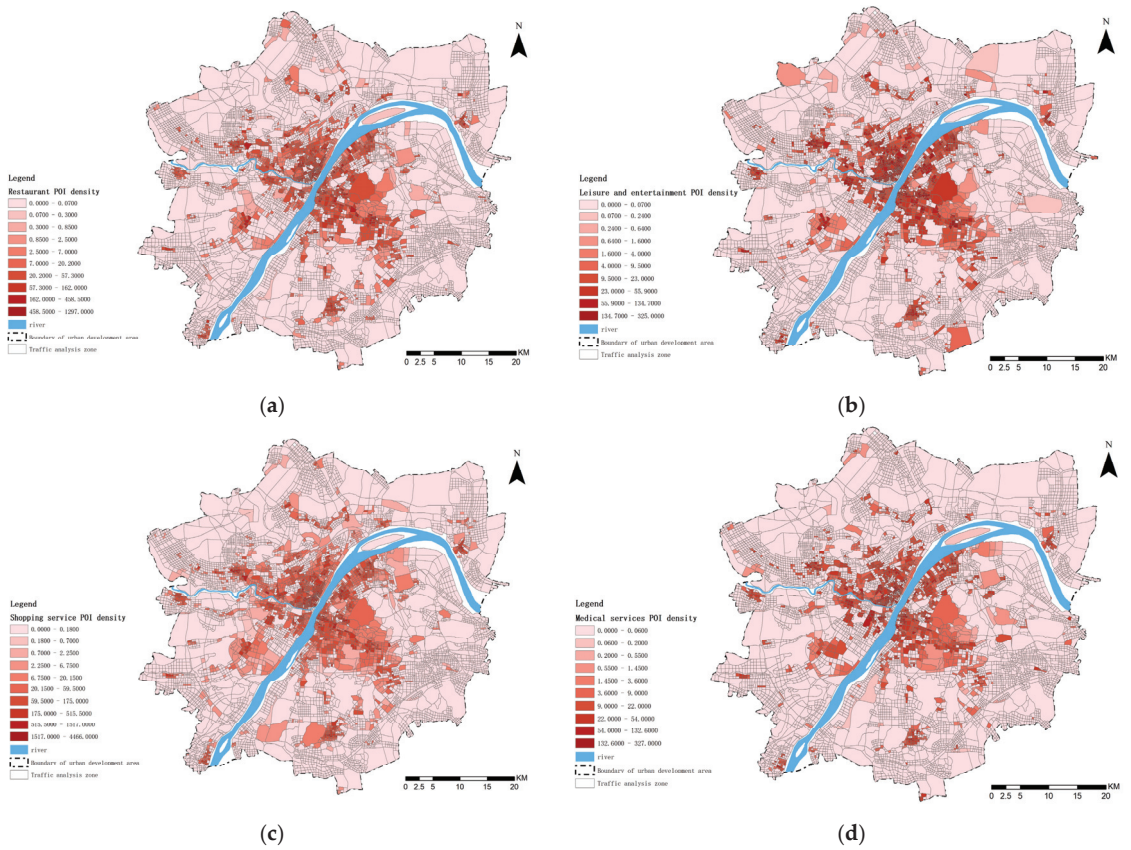 N
Legend
Restaurant POI density
0.0000 - 0.0700
0.0700 - 0.3000
0.3000 - 0.8500
0.8500 - 2.5000
2.5000 - 7.0000
7.0000 - 20.2000
20.2000 - 57.3000
57.3000 - 162.0000
162.0000 - 458.5000
458.5000 - 1297.0000
river
Boundary of urban development area
Traffic analysis zone
KM
0 2.5 5 10 15 20
(a)
N
Legend
Leisure and entertainment POI density
0.0000 - 0.0700
0.0700 - 0.2400
0.2400 - 0.6400
0.6400 - 1.6000
1.6000 - 4.0000
4.0000 - 9.5000
9.5000 - 23.0000
23.0000 - 55.9000
55.9000 - 134.7000
134.7000 - 325.0000
river
Boundary of urban development area
Traffic analysis zone
KM
0 2.5 5 10 15 20
(b)
N
Legend
Shopping service POI density
0.0000 - 0.1800
0.1800 - 0.7000
0.7000 - 2.2500
2.2500 - 6.7500
6.7500 - 20.1500
20.1500 - 59.5000
59.5000 - 175.0000
175.0000 - 515.5000
515.5000 - 1517.0000
1517.0000 - 4466.0000
river
Boundary of urban development area
Traffic analysis zone
KM
0 2.5 5 10 15 20
(c)
N
Legend
Medical services POI density
0.0000 - 0.0600
0.0600 - 0.2000
0.2000 - 0.5500
0.5500 - 1.4500
1.4500 - 3.6000
3.6000 - 9.0000
9.0000 - 22.0000
22.0000 - 54.0000
54.0000 - 132.6000
132.6000 - 327.0000
river
Boundary of urban development area
Traffic analysis zone
KM
0 2.5 5 10 15 20
(d)